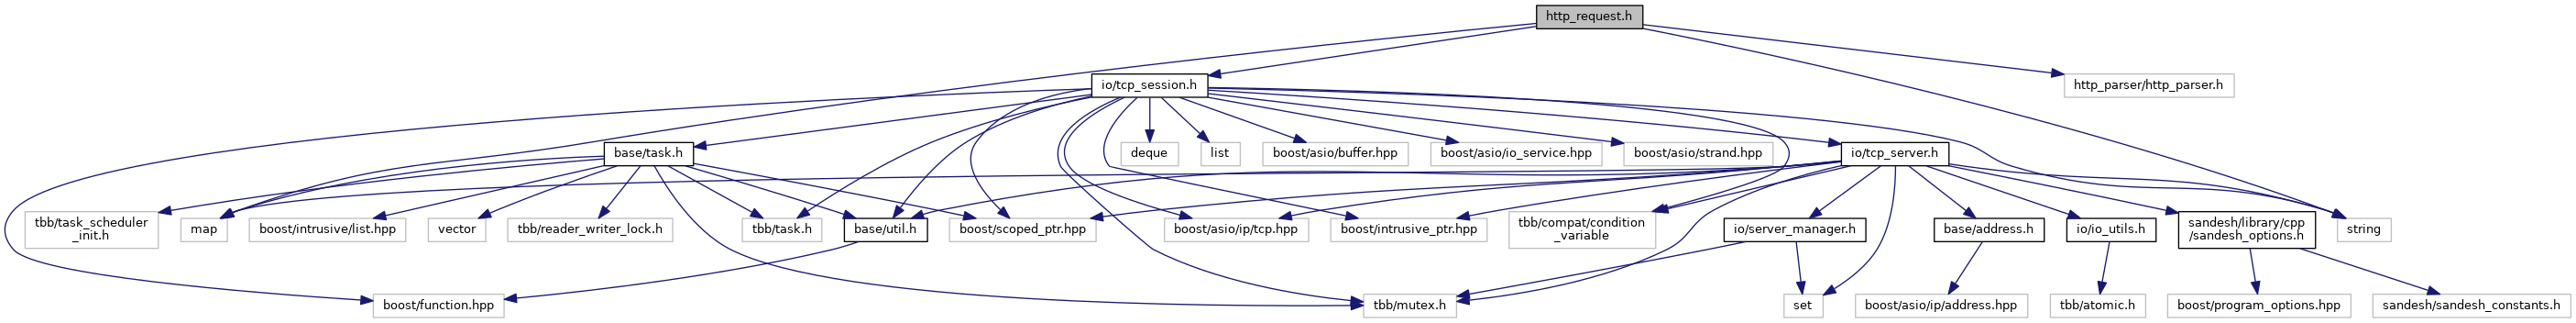 http_request.h
io/tcp_session.h
http_parser/http_parser.h
base/task.h
deque
list
boost/asio/buffer.hpp
boost/asio/io_service.hpp
boost/asio/strand.hpp
io/tcp_server.h
tbb/task_scheduler
_init.h
map
boost/intrusive/list.hpp
vector
tbb/reader_writer_lock.h
tbb/task.h
base/util.h
boost/scoped_ptr.hpp
boost/asio/ip/tcp.hpp
boost/intrusive_ptr.hpp
tbb/compat/condition
_variable
io/server_manager.h
base/address.h
io/io_utils.h
sandesh/library/cpp
/sandesh_options.h
string
boost/function.hpp
tbb/mutex.h
set
boost/asio/ip/address.hpp
tbb/atomic.h
boost/program_options.hpp
sandesh/sandesh_constants.h